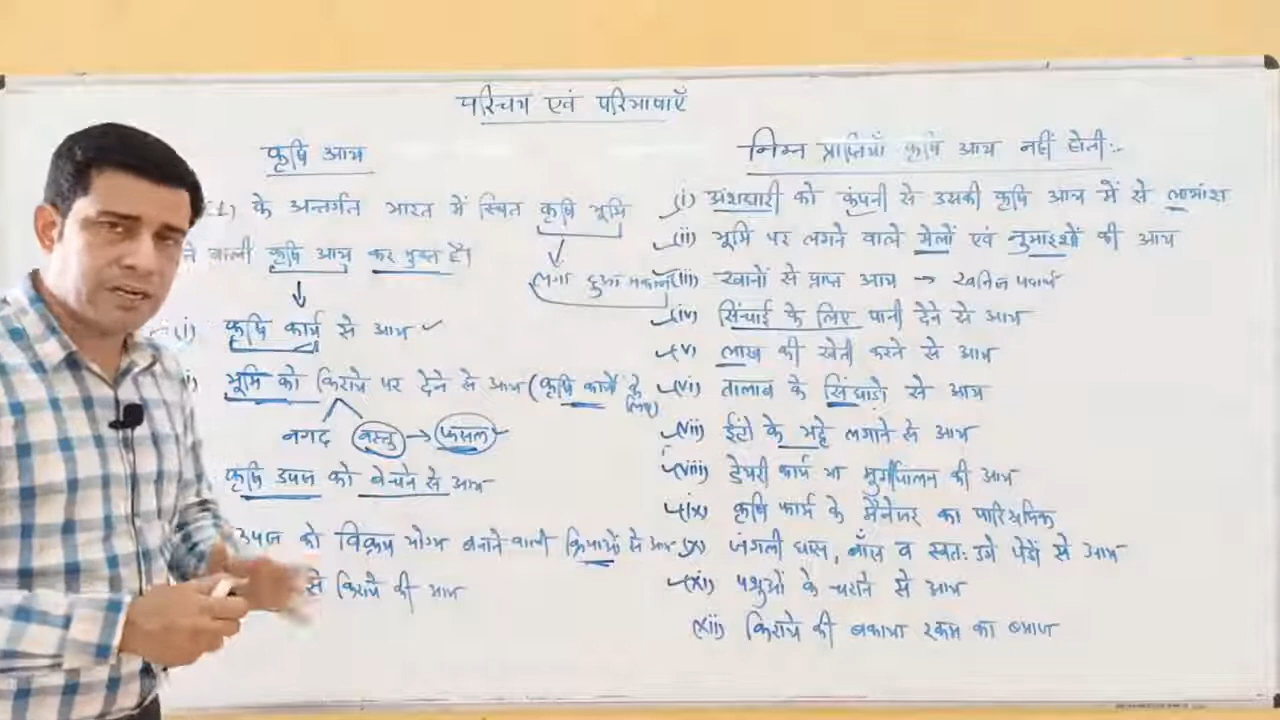 परिचय एवं परिभाषाएँ
कृषि आय
1) के अन्तर्गत भारत में स्थित कृषि भूमि
ने वाली कृषि आय कर मुक्त है।
लगा हुआ मकान
(i) कृषि कार्य से आय
भूमि को किराये पर देने से आय (कृषि कार्य के लिए)
नगद वस्तु → फसल
कृषि उपज को बेचने से आय
उपज को विक्रय योग्य बनाने वाली क्रियाओं से आय
से किराये की आय
निम्न प्राप्तियाँ कृषि आय नहीं होती:-
(i) अंशधारी को कंपनी से उसकी कृषि आय में से लाभांश
(ii) भूमि पर लगने वाले मेलों एवं नुमाइशों की आय
(iii) खानों से प्राप्त आय → खनिज पदार्थ
(iv) सिंचाई के लिए पानी देने से आय
(v) लाख की खेती करने से आय
(vi) तालाब के सिंघाड़ो से आय
(vii) ईंटो के भट्टे लगाने से आय
(viii) डेयरी फार्म या मुर्गीपालन की आय
(ix) कृषि फार्म के मैनेजर का पारिश्रमिक
(x) जंगली घास, बाँस व स्वत: उगे पेड़ों से आय
(xi) पशुओं के चराने से आय
(xii) किराये की बकाया रकम का ब्याज